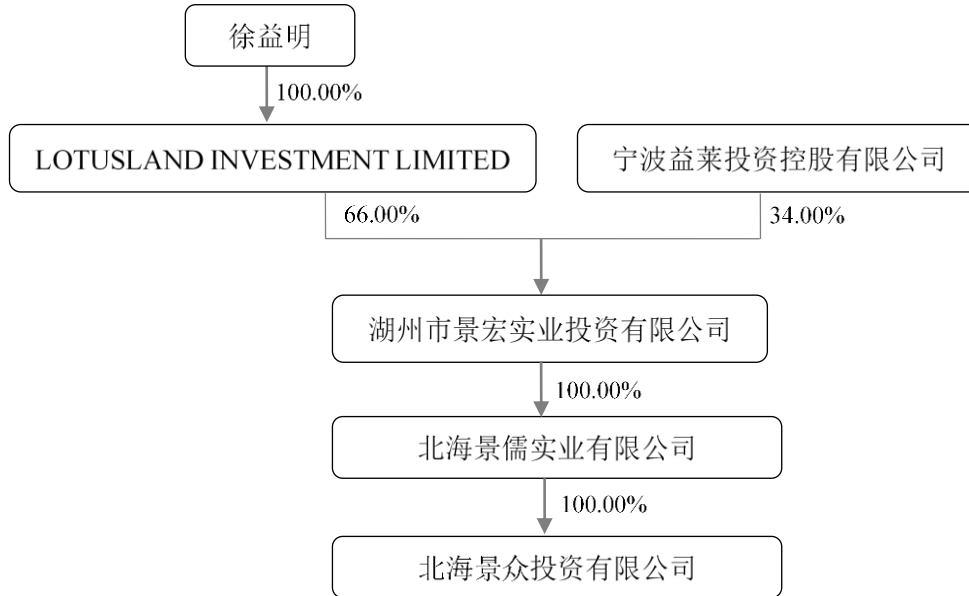 徐益明
100.00%
LOTUSLAND INVESTMENT LIMITED
宁波益莱投资控股有限公司
66.00%
34.00%
湖州市景宏实业投资有限公司
100.00%
北海景儒实业有限公司
100.00%
北海景众投资有限公司